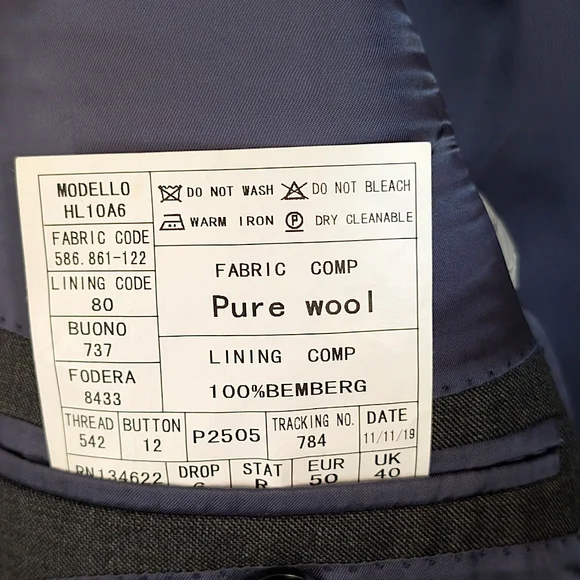 MODELLO
HL10A6
DO NOT WASH DO NOT BLEACH
WARM IRON P DRY CLEANABLE
FABRIC CODE
586.861-122
FABRIC COMP
Pure wool
LINING CODE
80
BUONO
737
LINING COMP
100%BEMBERG
FODERA
8433
THREAD
542
BUTTON
12
P2505
TRACKING NO.
784
DATE
11/11/19
RN134622
DROP
STAT
R
EUR
50
UK
40